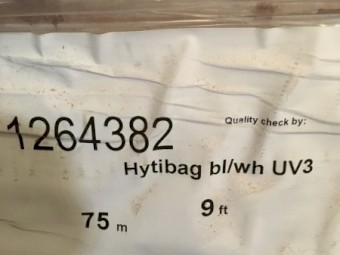 1264382
Quality check by:
Hytibag bl/wh UV3
75 m
9 ft